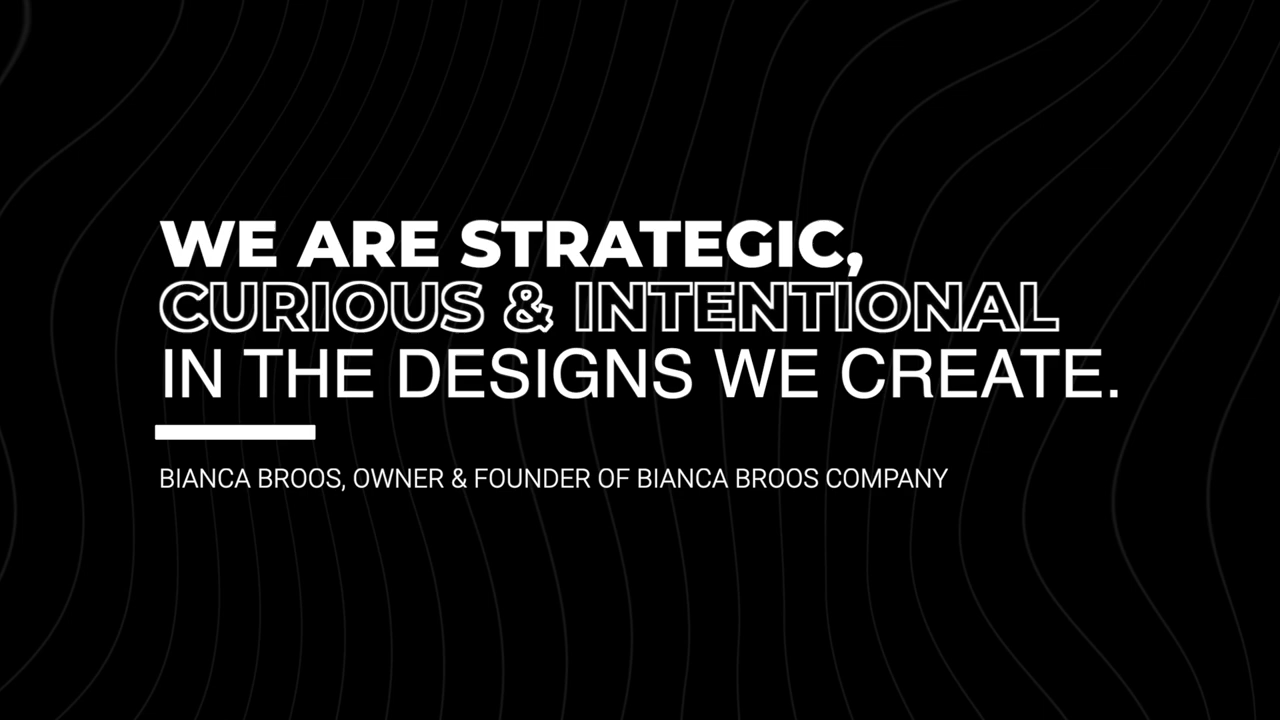 WE ARE STRATEGIC,
CURIOUS & INTENTIONAL
IN THE DESIGNS WE CREATE.
BIANCA BROOS, OWNER & FOUNDER OF BIANCA BROOS COMPANY